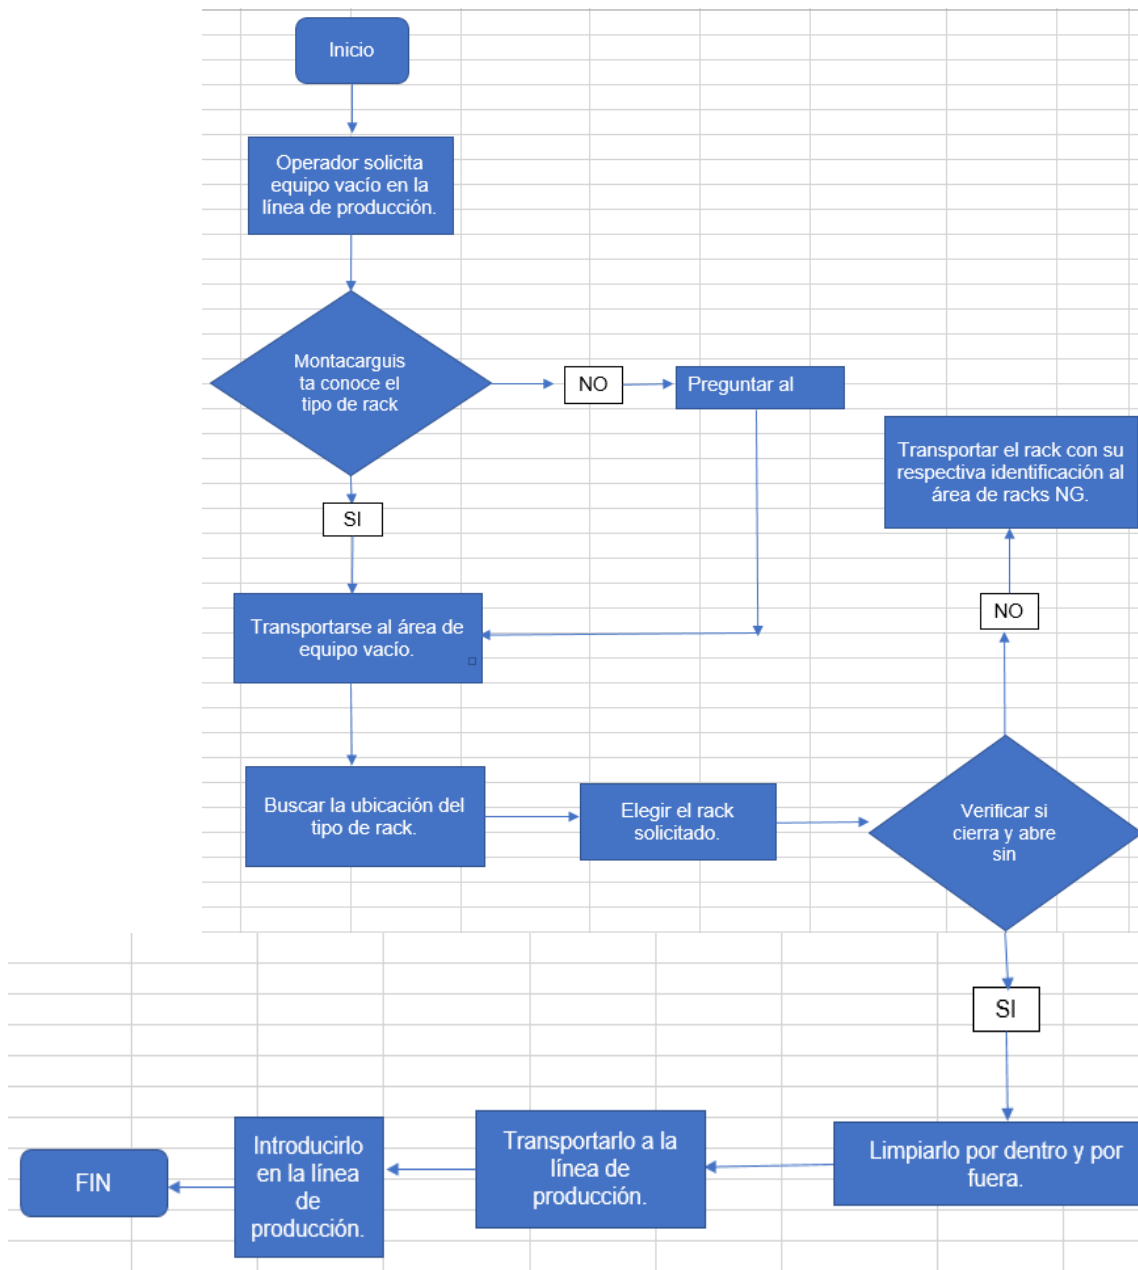 Inicio
Operador solicita
equipo vacío en la
línea de producción.
Montacarguis
ta conoce el
tipo de rack
NO
Preguntar al
SI
Transportarse al área de
equipo vacío.
Buscar la ubicación del
tipo de rack.
Elegir el rack
solicitado.
Verificar si
cierra y abre
sin
NO
Transportar el rack con su
respectiva identificación al
área de racks NG.
SI
Limpiarlo por dentro y por
fuera.
Transportarlo a la
línea de
producción.
Introducirlo
en la línea
de
producción.
FIN